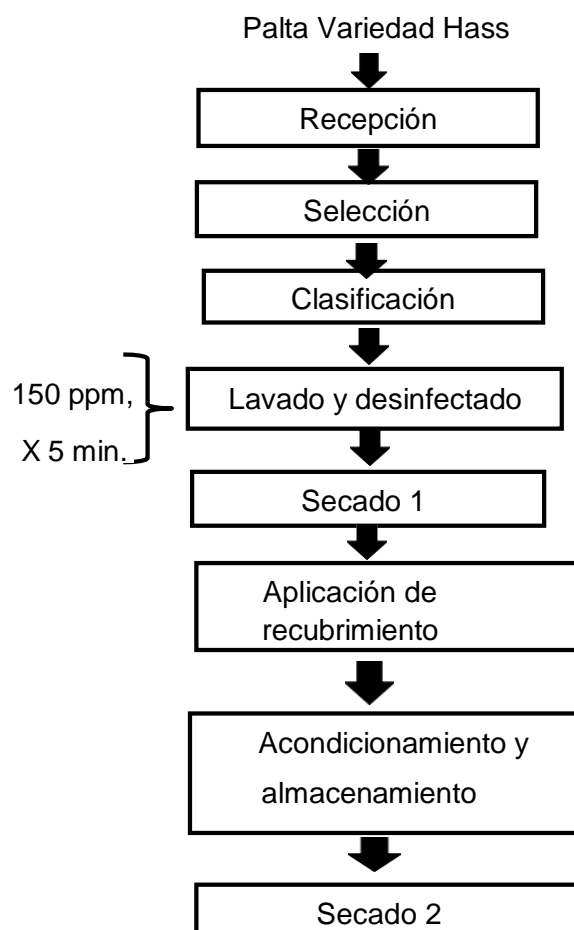 Palta Variedad Hass
Recepción
Selección
Clasificación
150 ppm,
X 5 min.
Lavado y desinfectado
Secado 1
Aplicación de
recubrimiento
Acondicionamiento y
almacenamiento
Secado 2